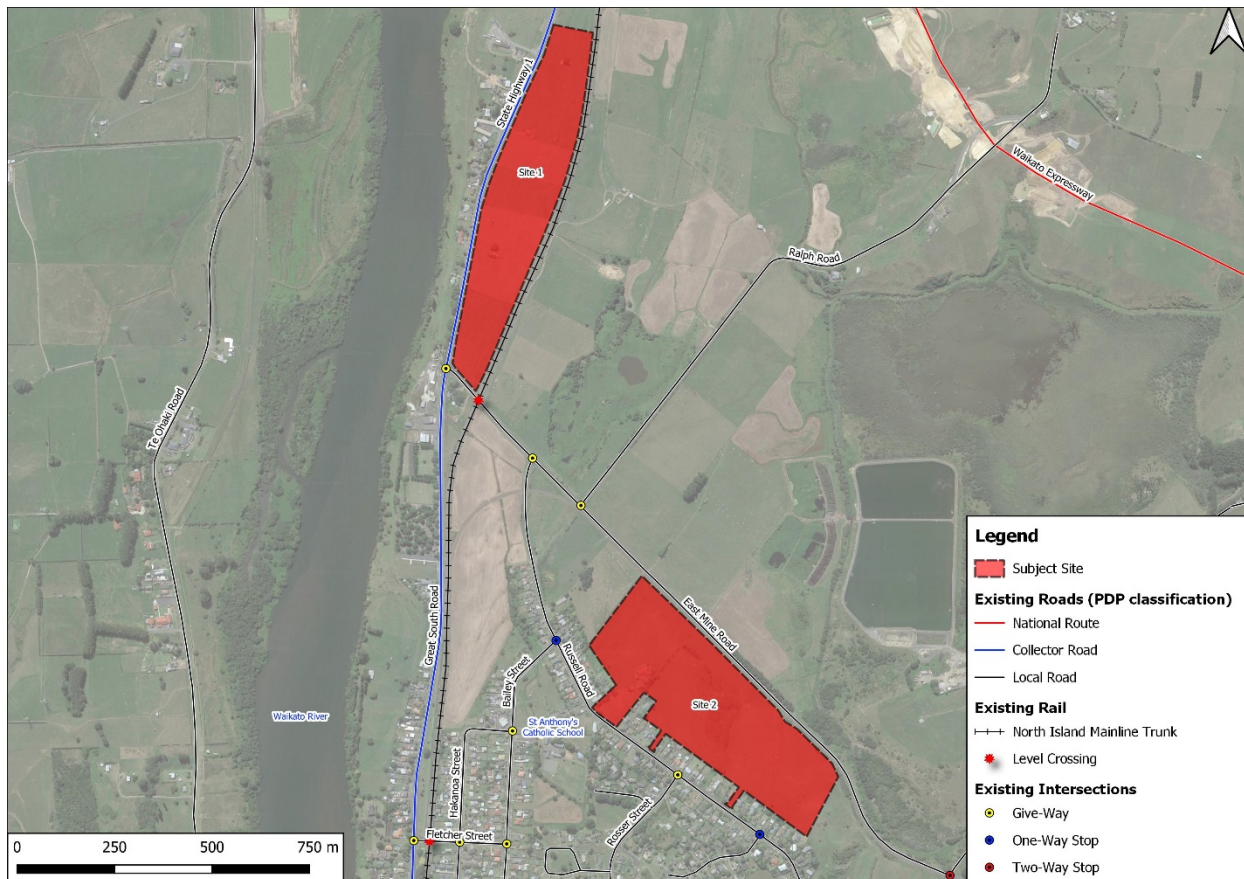 State Highway 1
Site 1
Waikato Expressway
Ralph Road
Te Ohaki Road
Great South Road
East Mine Road
Russell Road
Bailey Street
Site 2
Waikato River
St Anthony's
Catholic School
Hakanoa Street
Rosser Street
Fletcher Street
0 250 500 750 m
Legend
Subject Site
Existing Roads (PDP classification)
National Route
Collector Road
Local Road
Existing Rail
North Island Mainline Trunk
Level Crossing
Existing Intersections
Give-Way
One-Way Stop
Two-Way Stop